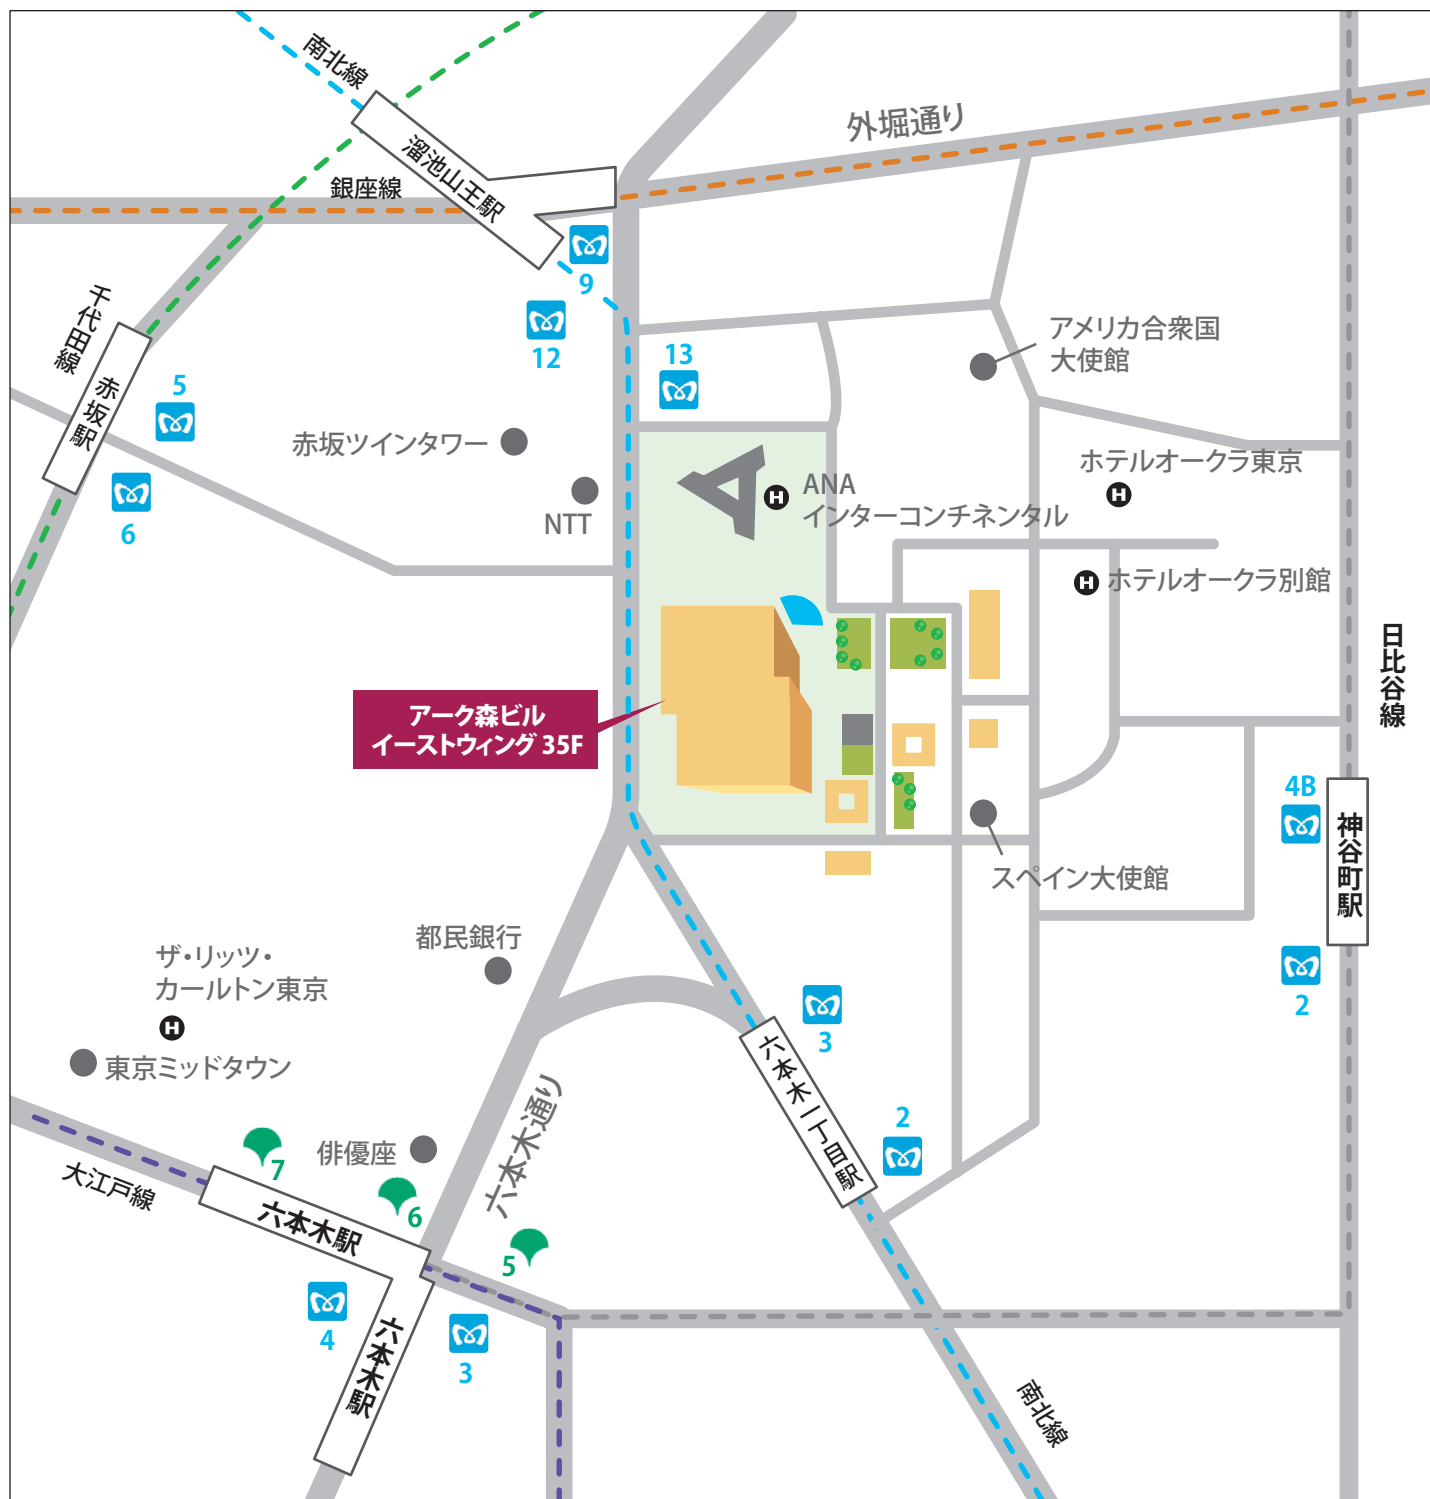 南北線
外堀通り
溜池山王駅
銀座線
9
千代田線
12
アメリカ合衆国
大使館
13
赤坂駅
5
赤坂ツインタワー
ホテルオークラ東京
H
6
NTT
H
ANA
インターコンチネンタル
H
ホテルオークラ別館
日比谷線
アーク森ビル
イーストウィング 35F
4B
神谷町駅
スペイン大使館
都民銀行
ザ・リッツ・
カールトン東京
H
2
3
東京ミッドタウン
六本木一丁目駅
六本木通り
2
俳優座
7
大江戸線
六本木駅
6
5
4
六本木駅
3
南北線